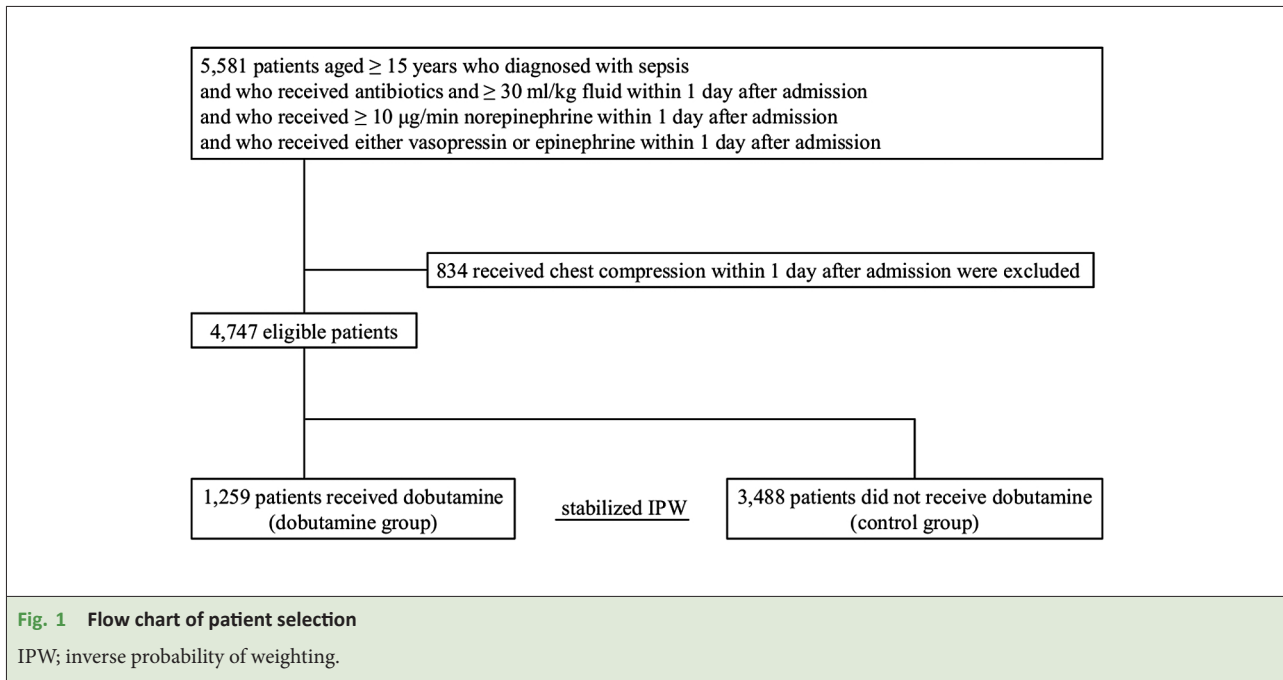 5,581 patients aged ≥ 15 years who diagnosed with sepsis
and who received antibiotics and ≥ 30 ml/kg fluid within 1 day after admission
and who received ≥ 10 μg/min norepinephrine within 1 day after admission
and who received either vasopressin or epinephrine within 1 day after admission
834 received chest compression within 1 day after admission were excluded
4,747 eligible patients
1,259 patients received dobutamine
(dobutamine group)
stabilized IPW
3,488 patients did not receive dobutamine
(control group)
Fig. 1 Flow chart of patient selection
IPW; inverse probability of weighting.